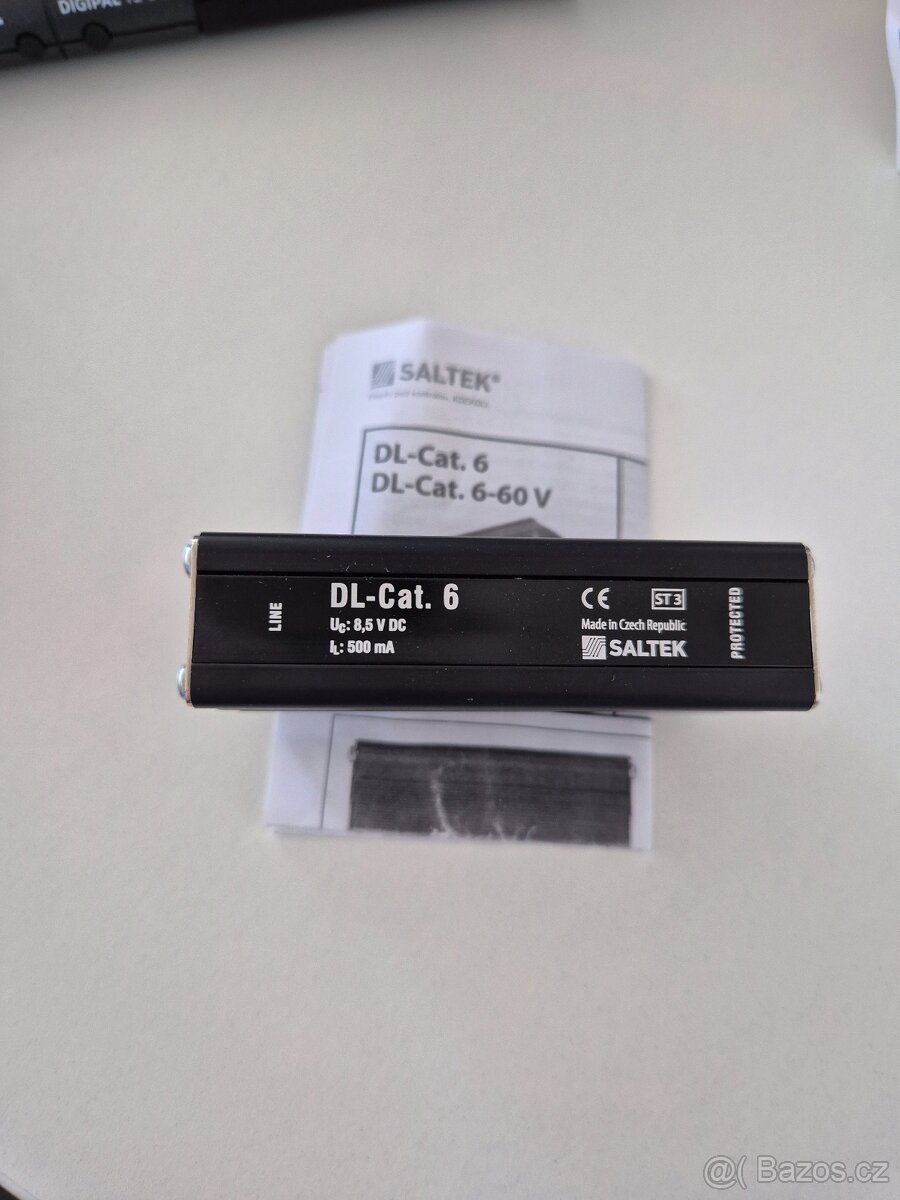 DIGIPAL
SALTEK®
DL-Cat. 6
DL-Cat. 6-60 V
LINE
DL-Cat. 6
UC: 8,5 V DC
IL: 500 mA
CE
ST 3
Made in Czech Republic
SALTEK
PROTECTED
@( Bazos.cz